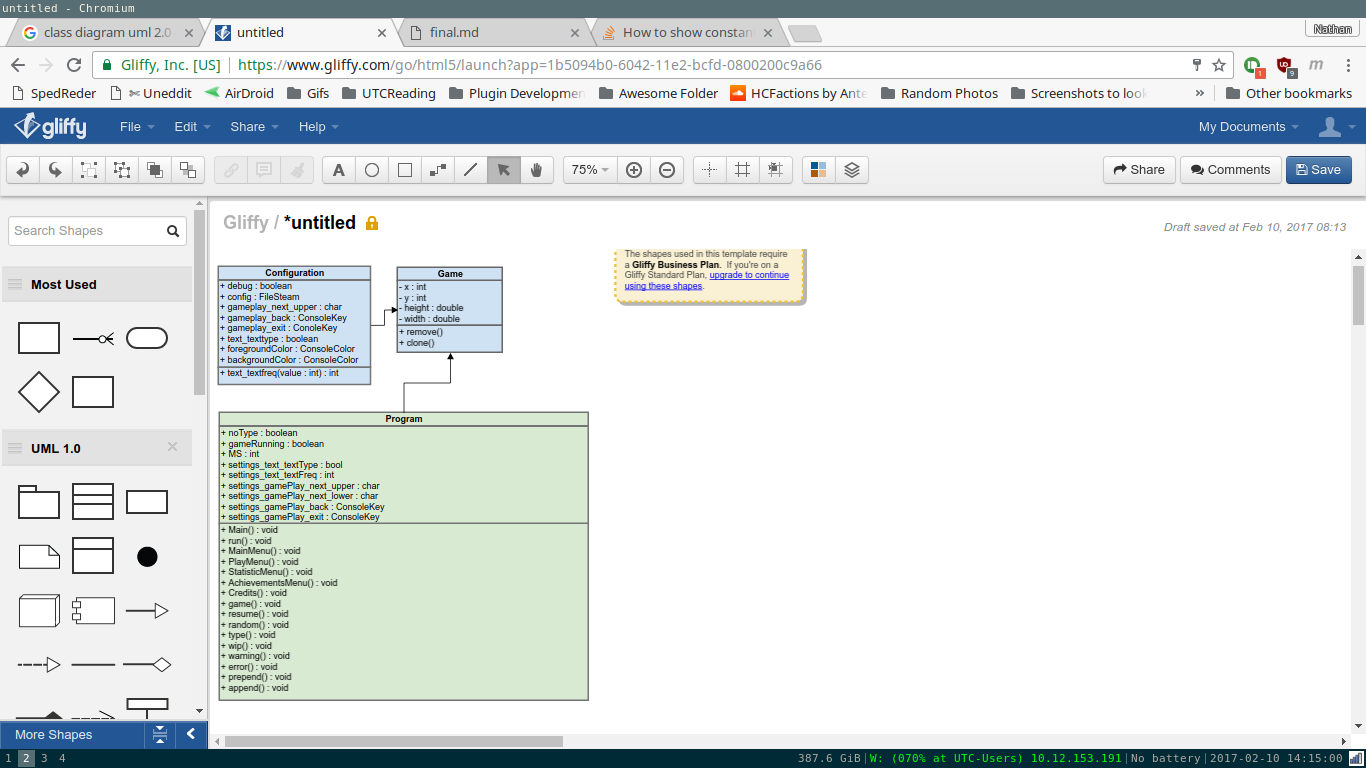 untitled - Chromium
class diagram uml 2.0
untitled
final.md
How to show constan
Nathan
Gliffy, Inc. [US]
https://www.gliffy.com/go/html5/launch?app=1b5094b0-6042-11e2-bcfd-0800200c9a66
1
9
m
SpedReder
Uneddit
AirDroid
Gifs
UTCReading
Plugin Developmen
Awesome Folder
HCFactions by Ante
Random Photos
Screenshots to look
»
Other bookmarks
gliffy
File
Edit
Share
Help
My Documents
A
75%
Share
Comments
Save
Search Shapes
Gliffy / *untitled
Draft saved at Feb 10, 2017 08:13
Most Used
UML 1.0
More Shapes
The shapes used in this template require
a Gliffy Business Plan. If you're on a
Gliffy Standard Plan, upgrade to continue
using these shapes.
Configuration
+ debug : boolean
+ config : FileSteam
+ gameplay_next_upper : char
+ gameplay_back : ConsoleKey
+ gameplay_exit : ConoleKey
+ text_texttype : boolean
+ foregroundColor : ConsoleColor
+ backgroundColor : ConsoleColor
+ text_textfreq(value : int) : int
Game
- x : int
- y : int
- height : double
- width : double
+ remove()
+ clone()
Program
+ noType : boolean
+ gameRunning : boolean
+ MS : int
+ settings_text_textType : bool
+ settings_text_textFreq : int
+ settings_gamePlay_next_upper : char
+ settings_gamePlay_next_lower : char
+ settings_gamePlay_back : ConsoleKey
+ settings_gamePlay_exit : ConsoleKey
+ Main() : void
+ run() : void
+ MainMenu() : void
+ PlayMenu() : void
+ StatisticMenu() : void
+ AchievementsMenu() : void
+ Credits() : void
+ game() : void
+ resume() : void
+ random() : void
+ type() : void
+ wip() : void
+ warning() : void
+ error() : void
+ prepend() : void
+ append() : void
1 2 3 4
387.6 GiB|W: (070% at UTC-Users) 10.12.153.191|No battery|2017-02-10 14:15:00